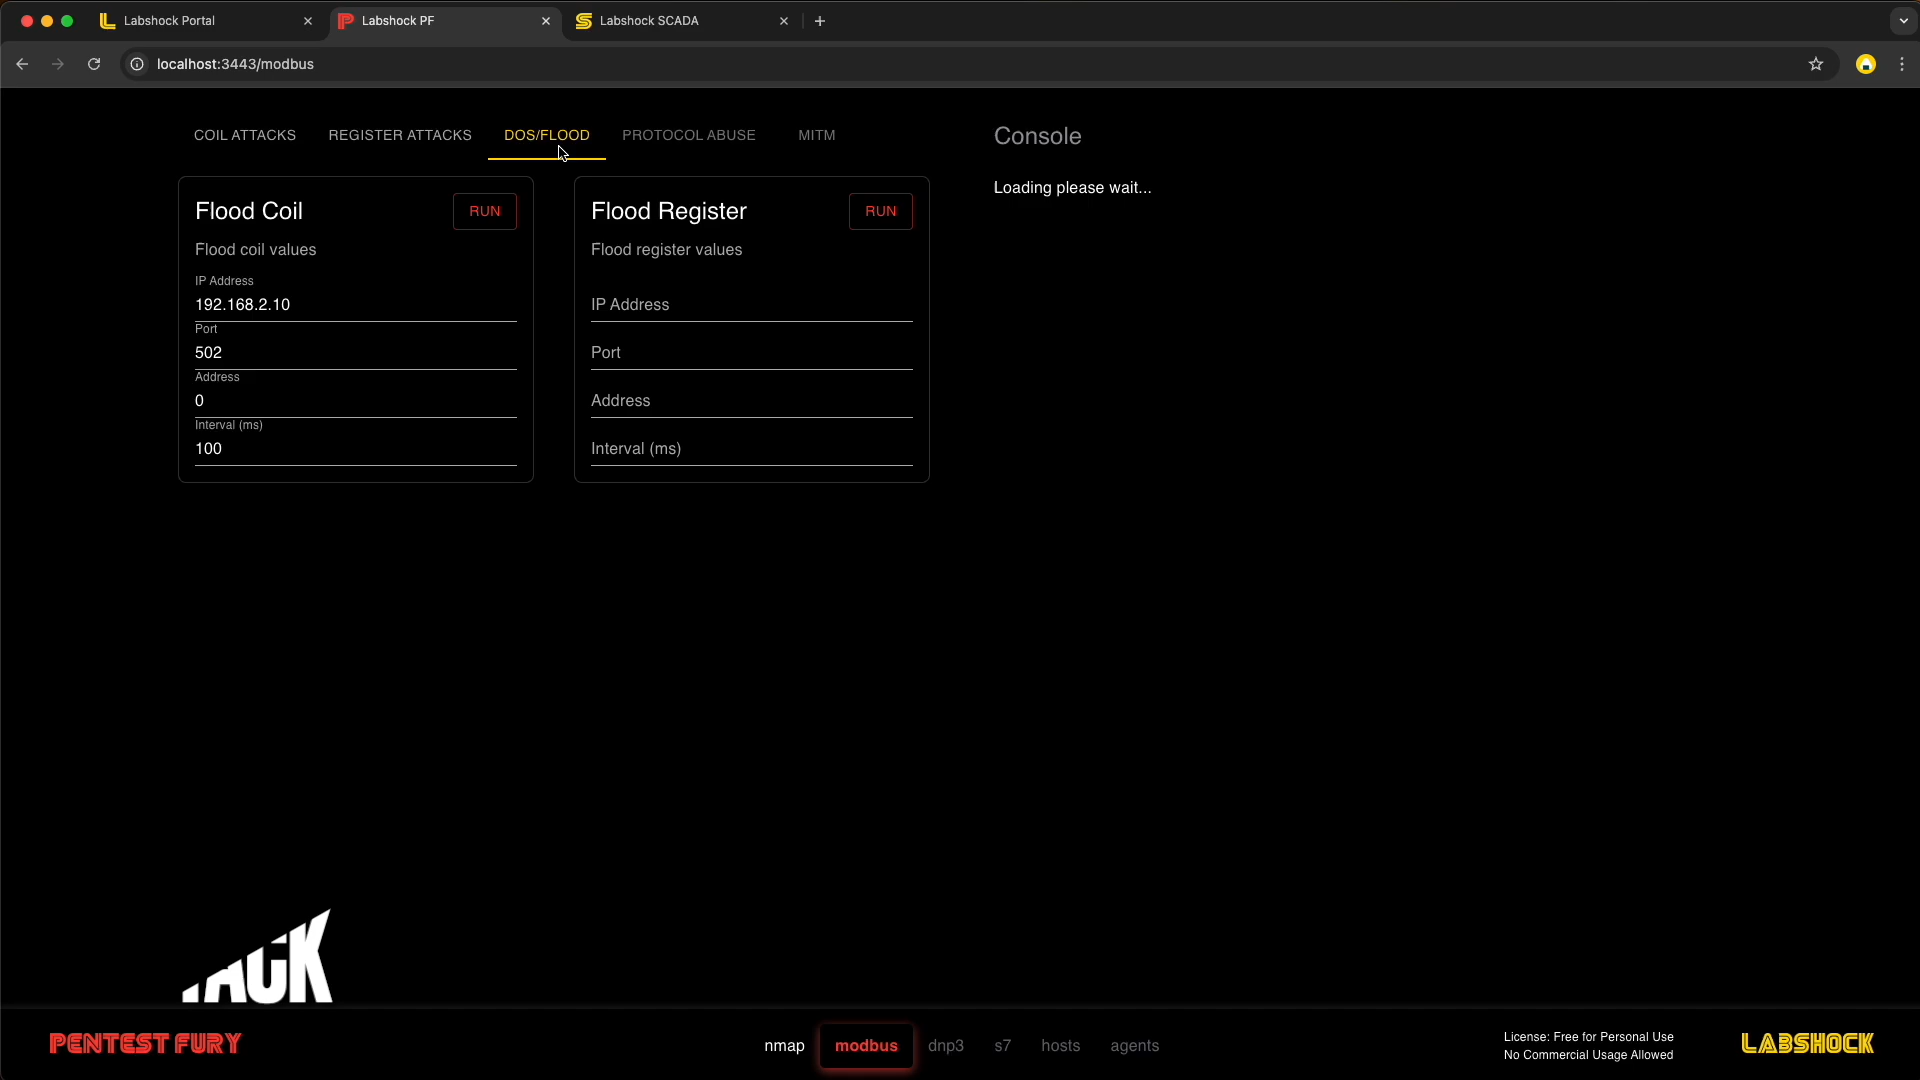 Labshock Portal
Labshock PF
Labshock SCADA
localhost:3443/modbus
COIL ATTACKS
REGISTER ATTACKS
DOS/FLOOD
PROTOCOL ABUSE
MITM
Console
Loading please wait...
Flood Coil
RUN
Flood coil values
IP Address
192.168.2.10
Port
502
Address
0
Interval (ms)
100
Flood Register
RUN
Flood register values
IP Address
Port
Address
Interval (ms)
PENTEST FURY
nmap
modbus
dnp3
s7
hosts
agents
License: Free for Personal Use
No Commercial Usage Allowed
LABSHOCK